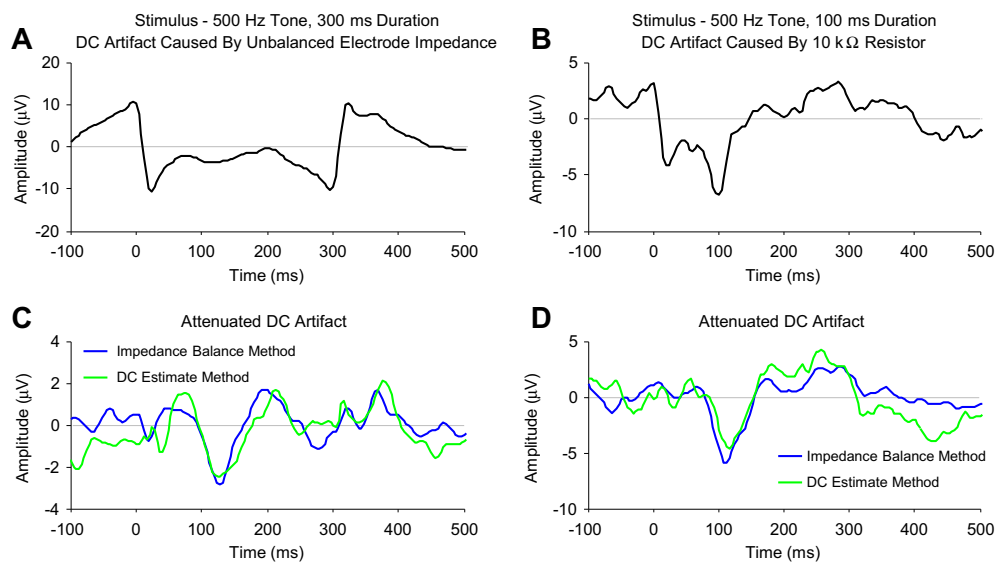 A
Stimulus - 500 Hz Tone, 300 ms Duration
DC Artifact Caused By Unbalanced Electrode Impedance
20
10
0
-10
-20
Amplitude (µV)
-100 0 100 200 300 400 500
Time (ms)
B
Stimulus - 500 Hz Tone, 100 ms Duration
DC Artifact Caused By 10 kΩ Resistor
5
0
-5
-10
Amplitude (µV)
-100 0 100 200 300 400 500
Time (ms)
C
Attenuated DC Artifact
Impedance Balance Method
DC Estimate Method
4
2
0
-2
-4
Amplitude (µV)
-100 0 100 200 300 400 500
Time (ms)
D
Attenuated DC Artifact
5
0
-5
-10
Amplitude (µV)
Impedance Balance Method
DC Estimate Method
-100 0 100 200 300 400 500
Time (ms)